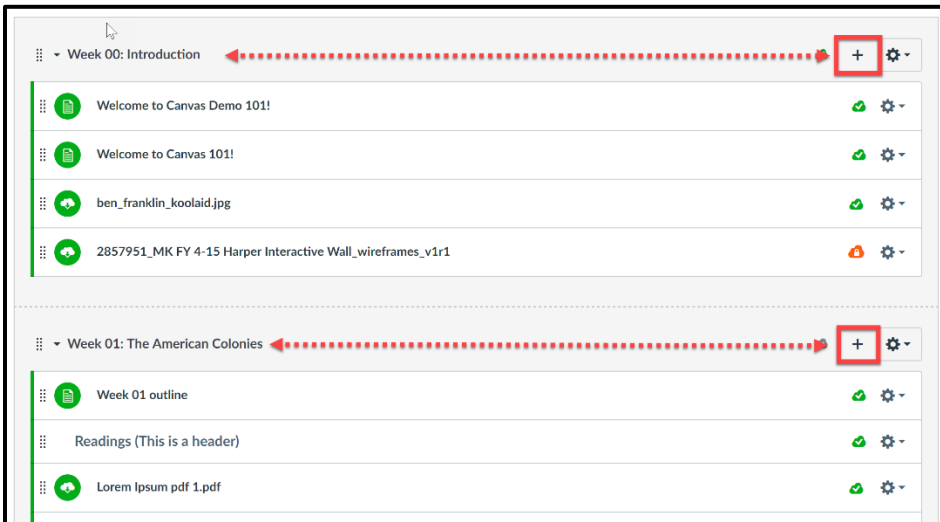 Week 00: Introduction
Welcome to Canvas Demo 101!
Welcome to Canvas 101!
ben_franklin_koolaid.jpg
2857951_MK FY 4-15 Harper Interactive Wall_wireframes_v1r1
Week 01: The American Colonies
Week 01 outline
Readings (This is a header)
Lorem Ipsum pdf 1.pdf